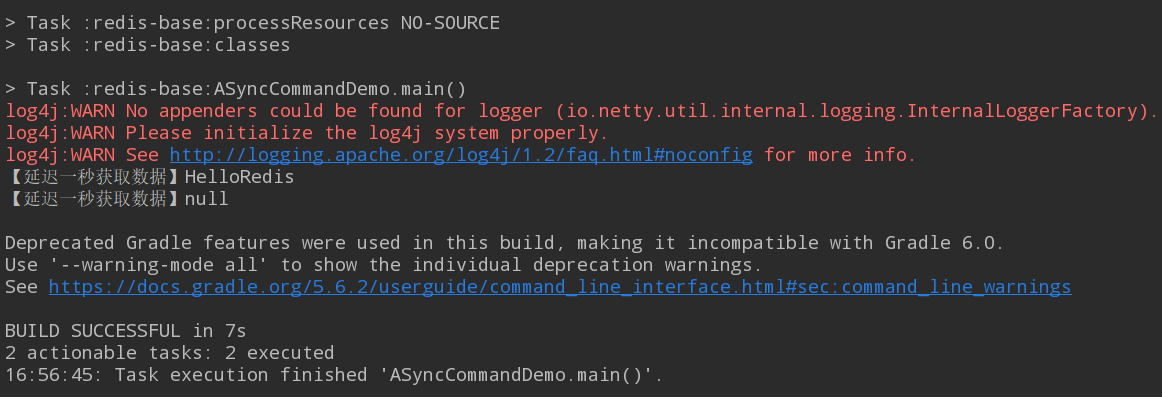 > Task :redis-base:processResources NO-SOURCE
> Task :redis-base:classes
> Task :redis-base:ASyncCommandDemo.main()
log4j:WARN No appenders could be found for logger (io.netty.util.internal.logging.InternalLoggerFactory).
log4j:WARN Please initialize the log4j system properly.
log4j:WARN See http://logging.apache.org/log4j/1.2/faq.html#noconfig for more info.
【延迟一秒获取数据】HelloRedis
【延迟一秒获取数据】null
Deprecated Gradle features were used in this build, making it incompatible with Gradle 6.0.
Use '--warning-mode all' to show the individual deprecation warnings.
See https://docs.gradle.org/5.6.2/userguide/command_line_interface.html#sec:command_line_warnings
BUILD SUCCESSFUL in 7s
2 actionable tasks: 2 executed
16:56:45: Task execution finished 'ASyncCommandDemo.main()'.